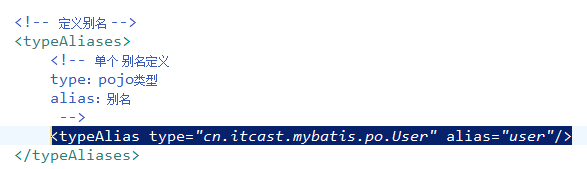 <!-- 定义别名 -->
<typeAliases>
<!-- 单个 别名定义
type：pojo类型
alias：别名
-->
<typeAlias type="cn.itcast.mybatis.po.User" alias="user"/>
</typeAliases>